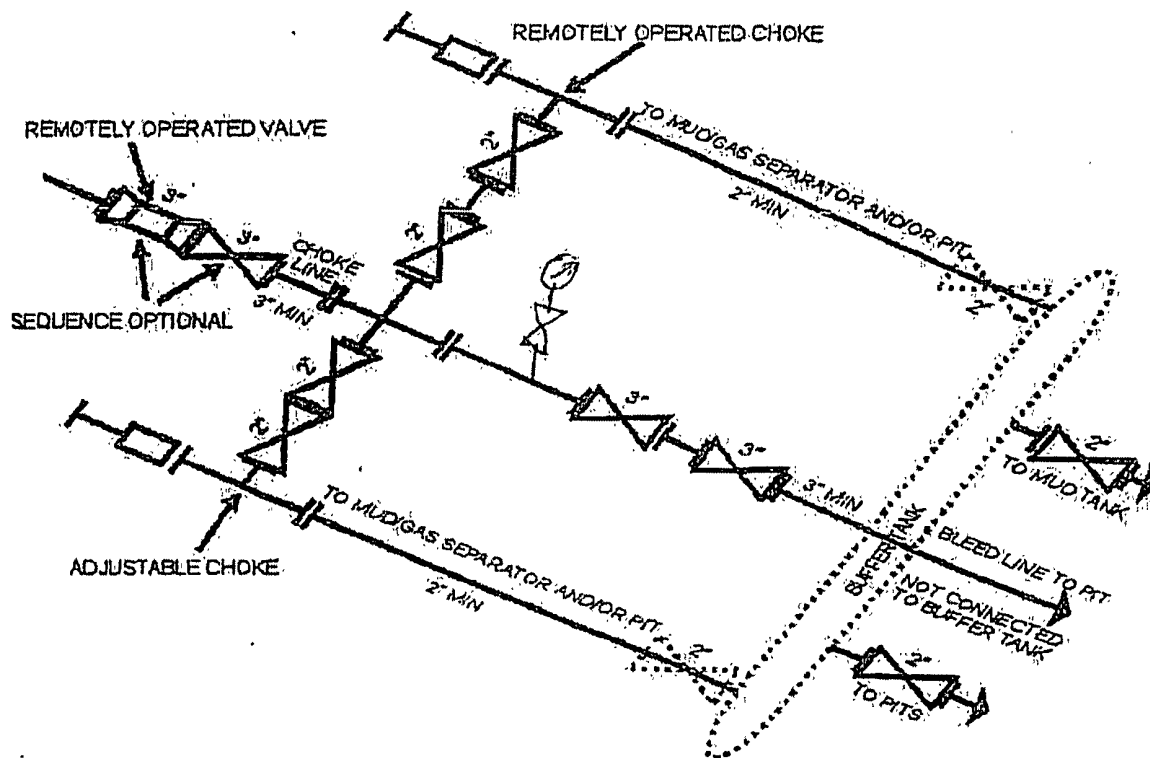 REMOTELY OPERATED CHOKE
REMOTELY OPERATED VALVE
TO MUD/GAS SEPARATOR AND/OR PIT
2" MIN
2"
2"
3"
3"
CHOKE
LINE
3" MIN
SEQUENCE OPTIONAL
2"
2"
2"
3"
3"
3" MIN
2"
TO MUD TANK
BUFFER TANK
BLEED LINE TO PIT
NOT CONNECTED
TO BUFFER TANK
TO MUD/GAS SEPARATOR AND/OR PIT
2" MIN
ADJUSTABLE CHOKE
2"
2"
TO PITS